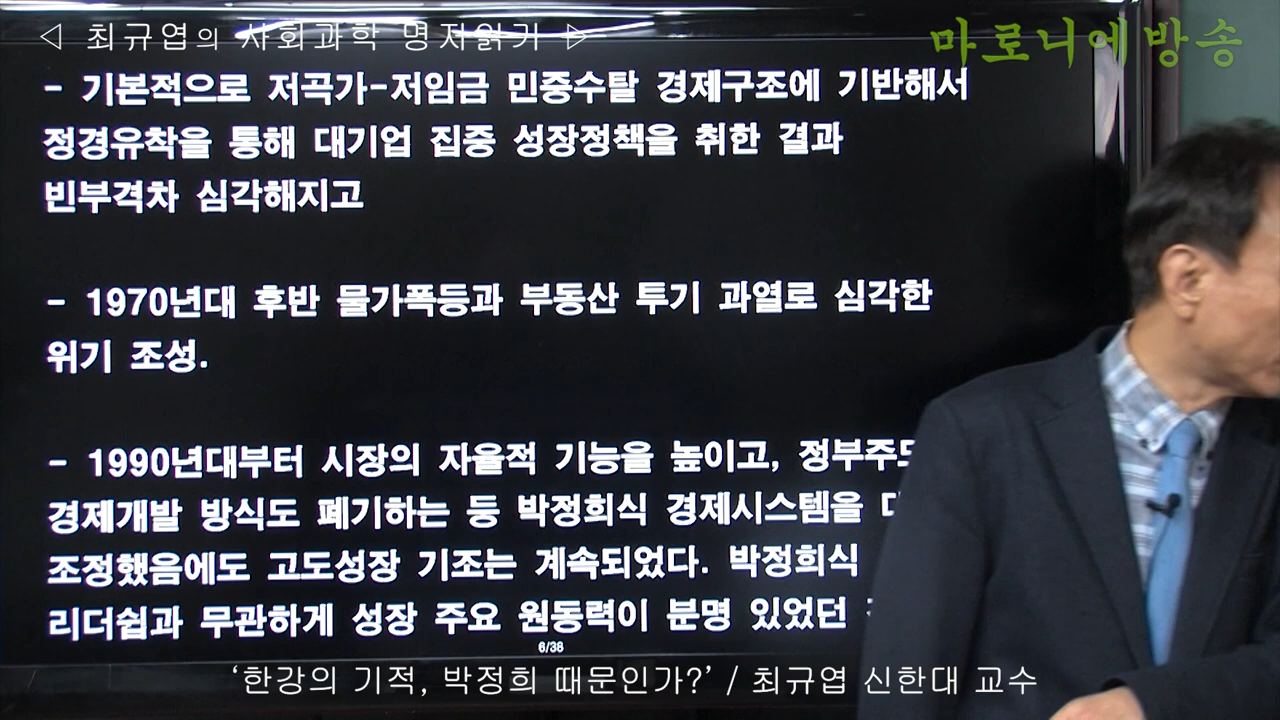 ◁ 최규엽의 사회과학 명저읽기 ▷
마로니에방송
- 기본적으로 저곡가-저임금 민중수탈 경제구조에 기반해서
정경유착을 통해 대기업 집중 성장정책을 취한 결과
빈부격차 심각해지고
- 1970년대 후반 물가폭등과 부동산 투기 과열로 심각한
위기 조성.
- 1990년대부터 시장의 자율적 기능을 높이고, 정부주도
경제개발 방식도 폐기하는 등 박정희식 경제시스템을
조정했음에도 고도성장 기조는 계속되었다. 박정희식
리더쉽과 무관하게 성장 주요 원동력이 분명 있었던
6/38
‘한강의 기적, 박정희 때문인가?’ / 최규엽 신한대 교수